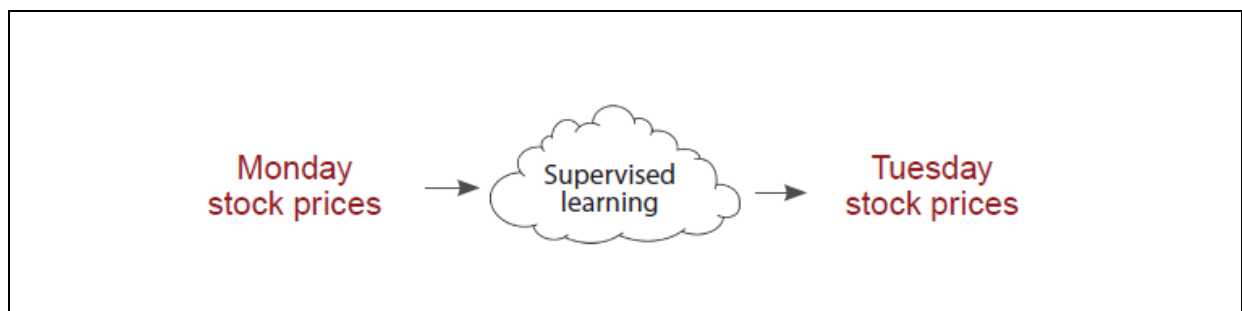 Monday
stock prices
Supervised
learning
Tuesday
stock prices